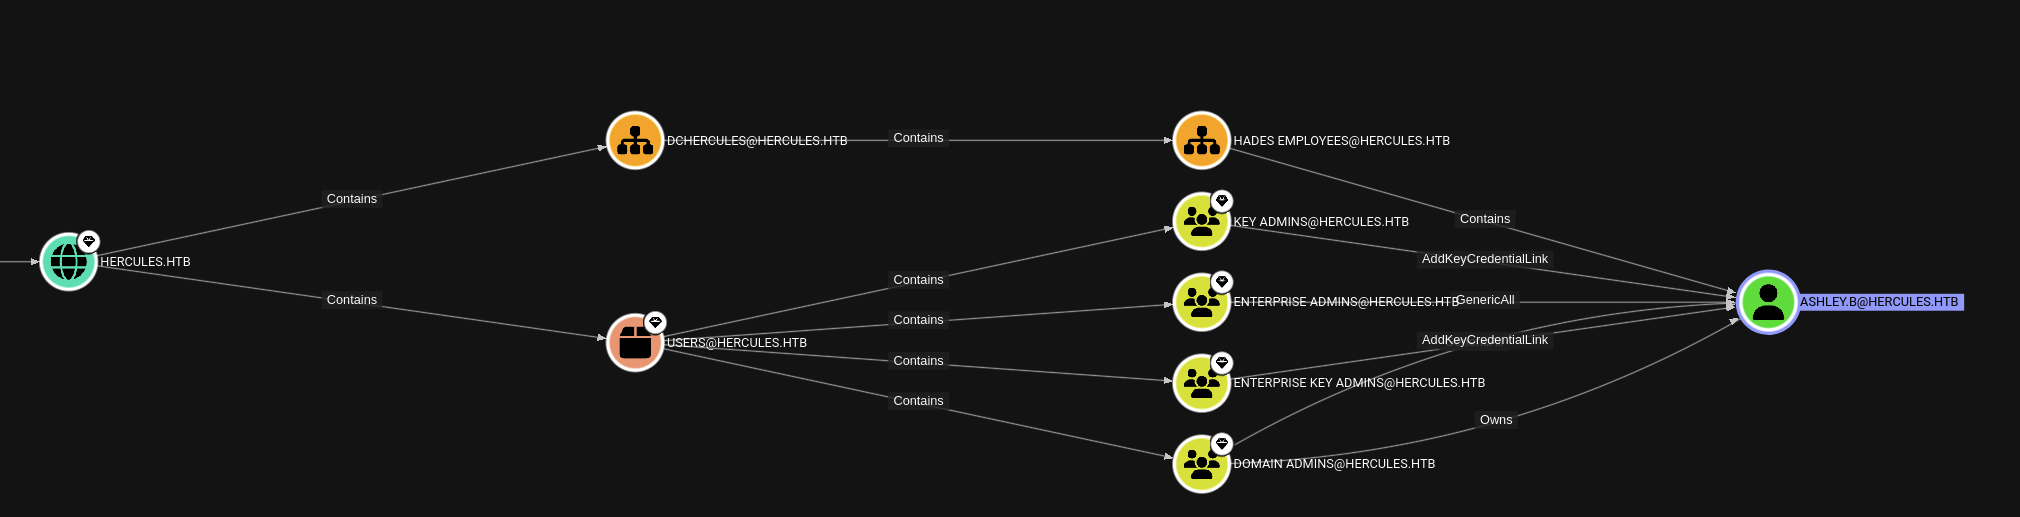 HERCULES.HTB
Contains
Contains
DCHERCULES@HERCULES.HTB
USERS@HERCULES.HTB
Contains
Contains
Contains
Contains
Contains
HADES EMPLOYEES@HERCULES.HTB
KEY ADMINS@HERCULES.HTB
ENTERPRISE ADMINS@HERCULES.HTB
ENTERPRISE KEY ADMINS@HERCULES.HTB
DOMAIN ADMINS@HERCULES.HTB
Contains
AddKeyCredentialLink
GenericAll
AddKeyCredentialLink
Owns
ASHLEY.B@HERCULES.HTB